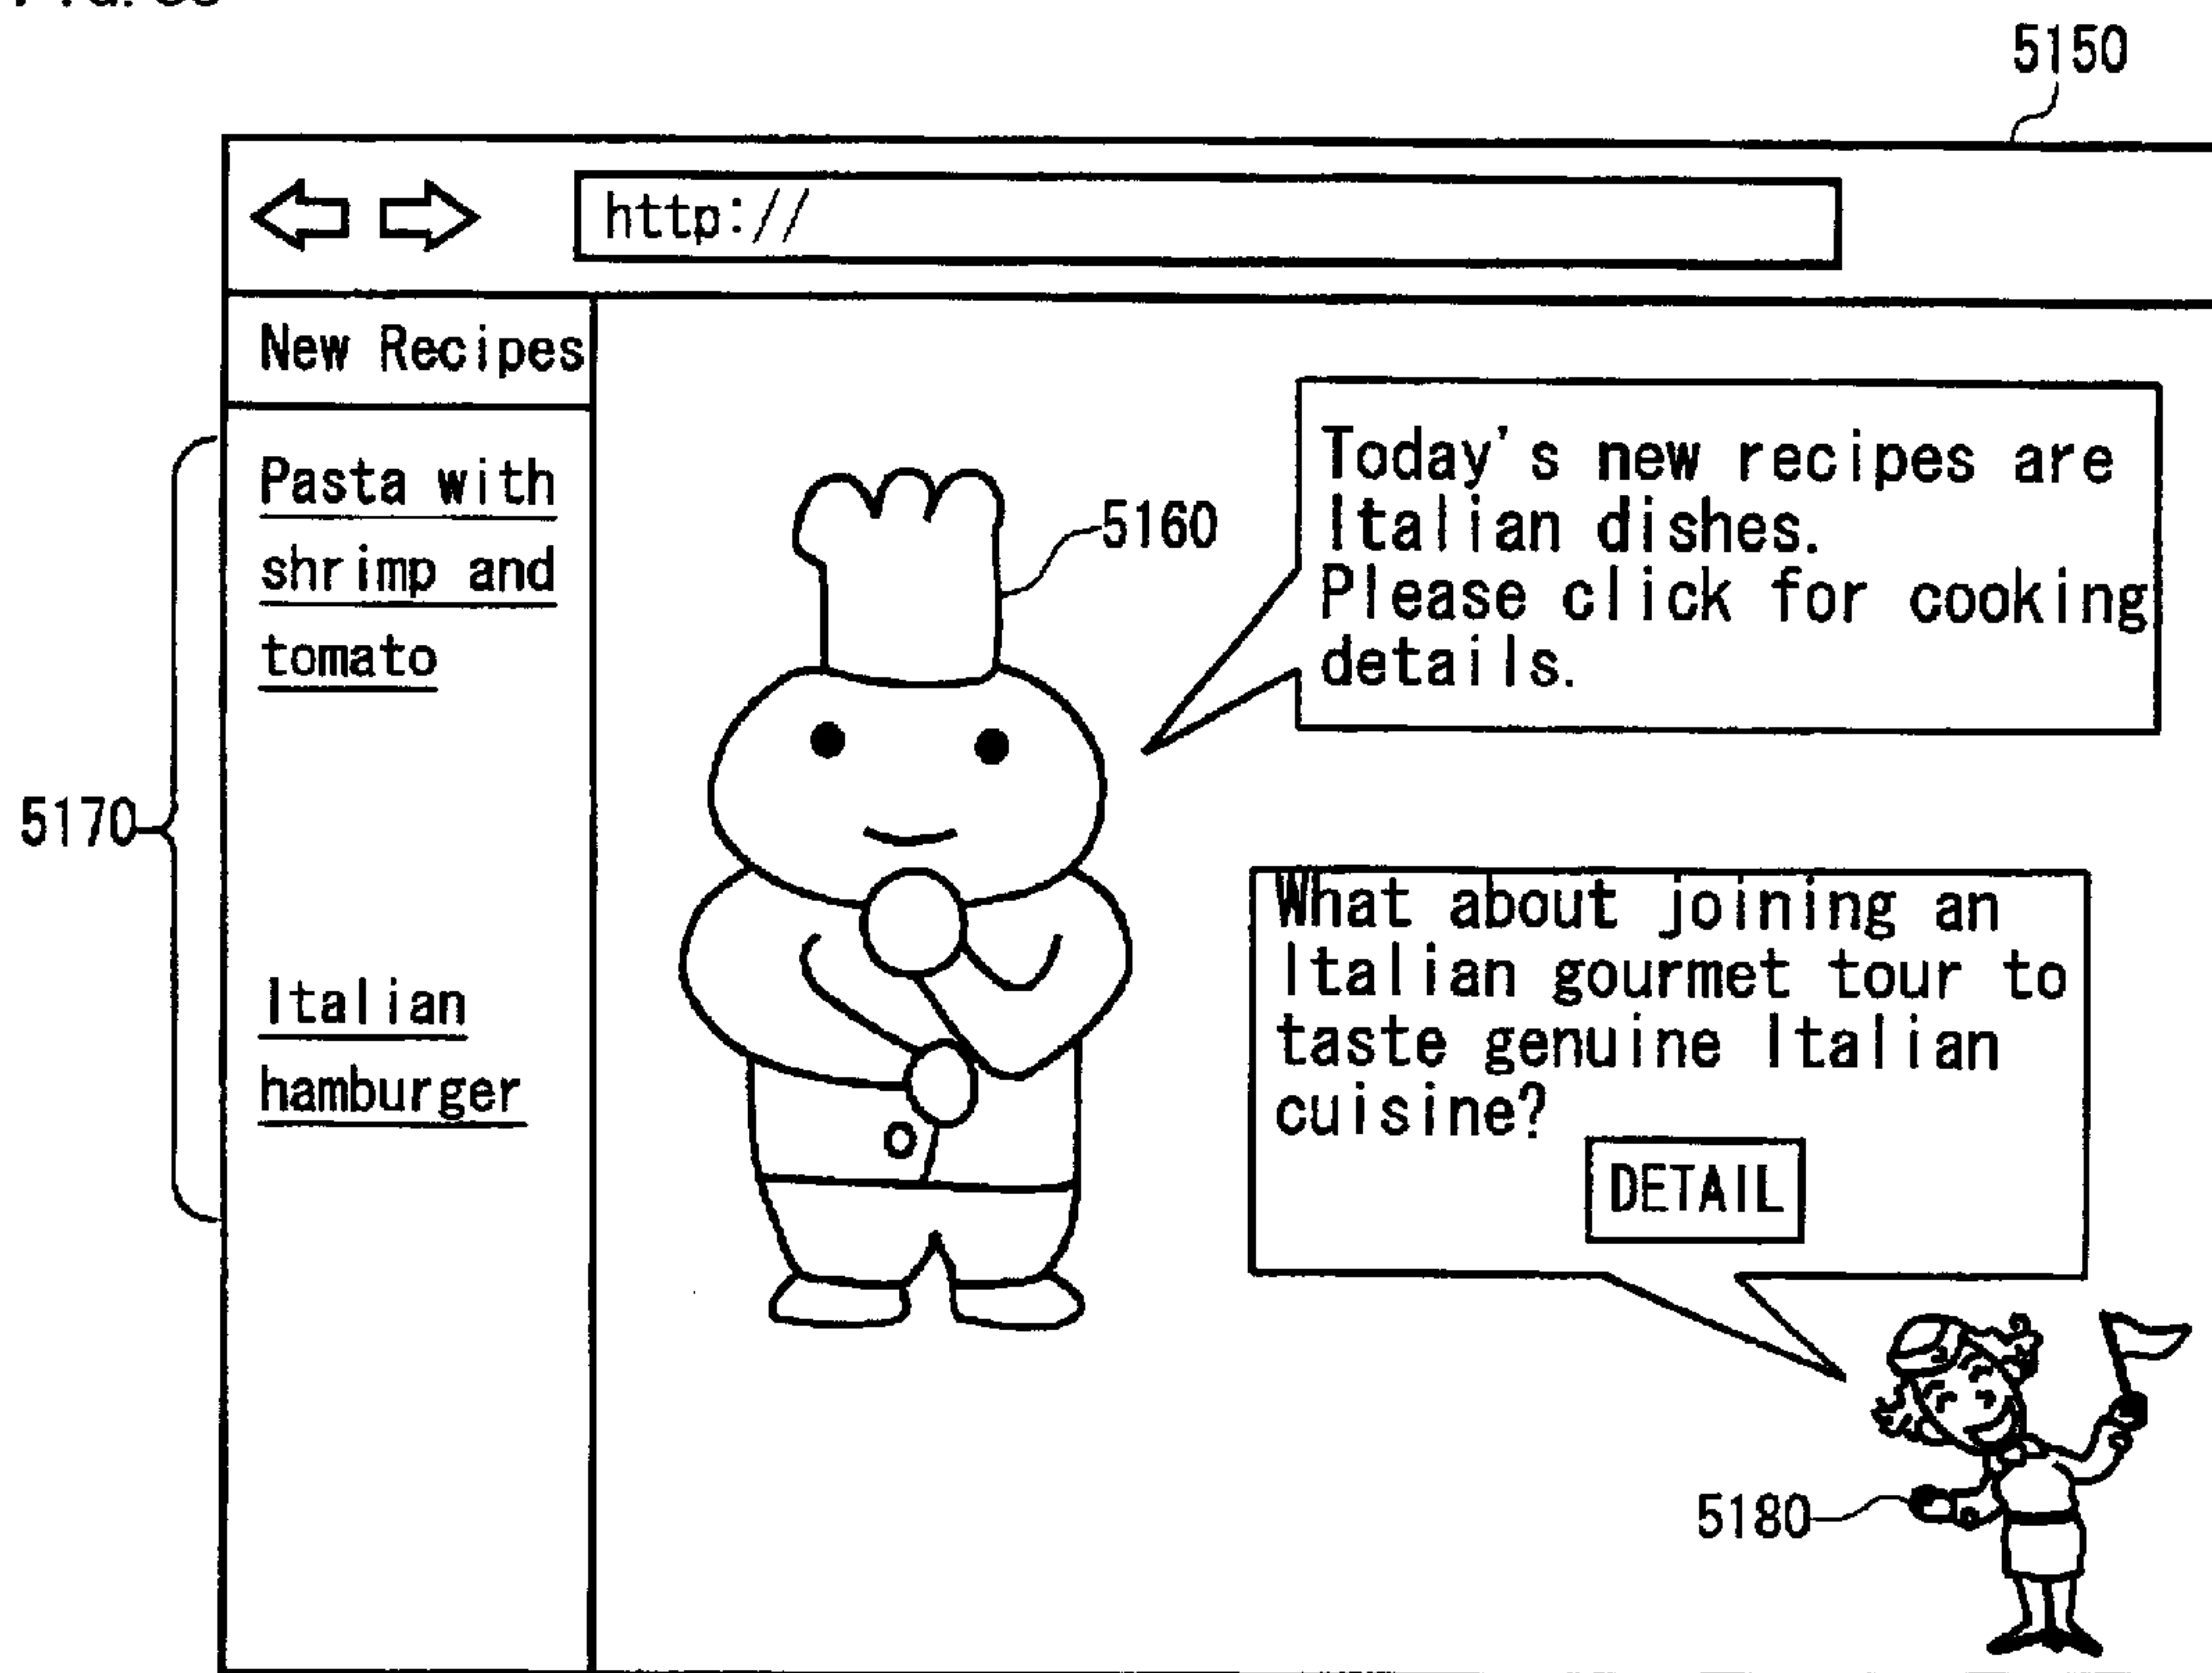 5150
http://
New Recipes
Pasta with
shrimp and
tomato
Italian
hamburger
5170
5160
Today's new recipes are
Italian dishes.
Please click for cooking
details.
What about joining an
Italian gourmet tour to
taste genuine Italian
cuisine?
DETAIL
5180